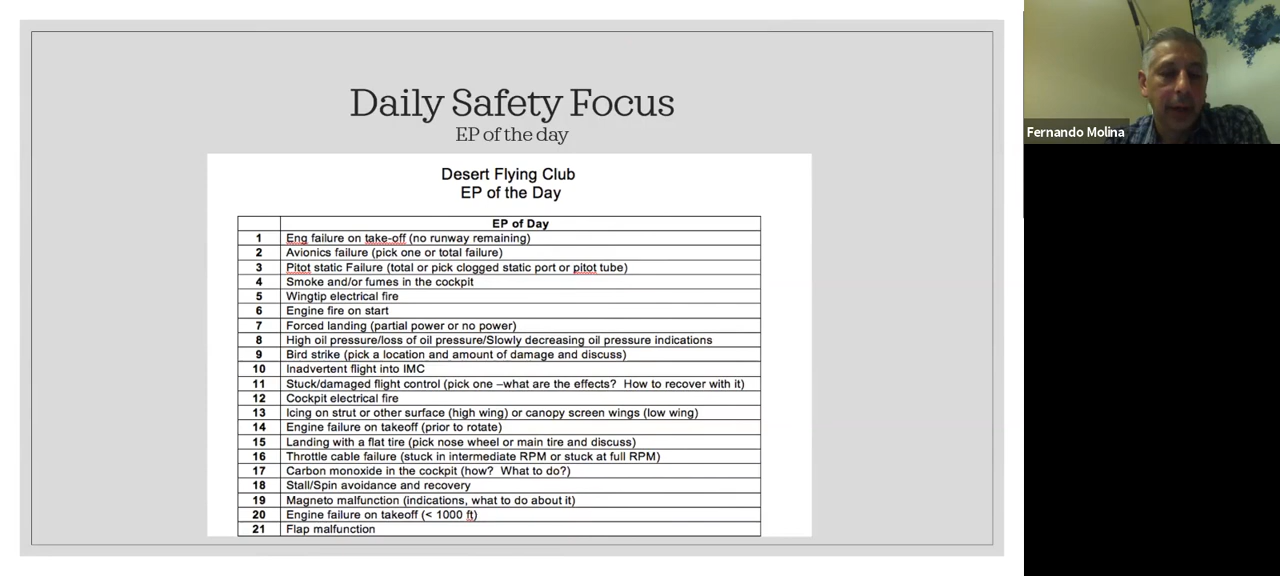 Daily Safety Focus
EP of the day
Desert Flying Club
EP of the Day
EP of Day
1 Eng failure on take-off (no runway remaining)
2 Avionics failure (pick one or total failure)
3 Pitot static Failure (total or pick clogged static port or pitot tube)
4 Smoke and/or fumes in the cockpit
5 Wingtip electrical fire
6 Engine fire on start
7 Forced landing (partial power or no power)
8 High oil pressure/loss of oil pressure/Slowly decreasing oil pressure indications
9 Bird strike (pick a location and amount of damage and discuss)
10 Inadvertent flight into IMC
11 Stuck/damaged flight control (pick one –what are the effects? How to recover with it)
12 Cockpit electrical fire
13 Icing on strut or other surface (high wing) or canopy screen wings (low wing)
14 Engine failure on takeoff (prior to rotate)
15 Landing with a flat tire (pick nose wheel or main tire and discuss)
16 Throttle cable failure (stuck in intermediate RPM or stuck at full RPM)
17 Carbon monoxide in the cockpit (how? What to do?)
18 Stall/Spin avoidance and recovery
19 Magneto malfunction (indications, what to do about it)
20 Engine failure on takeoff (< 1000 ft)
21 Flap malfunction
Fernando Molina